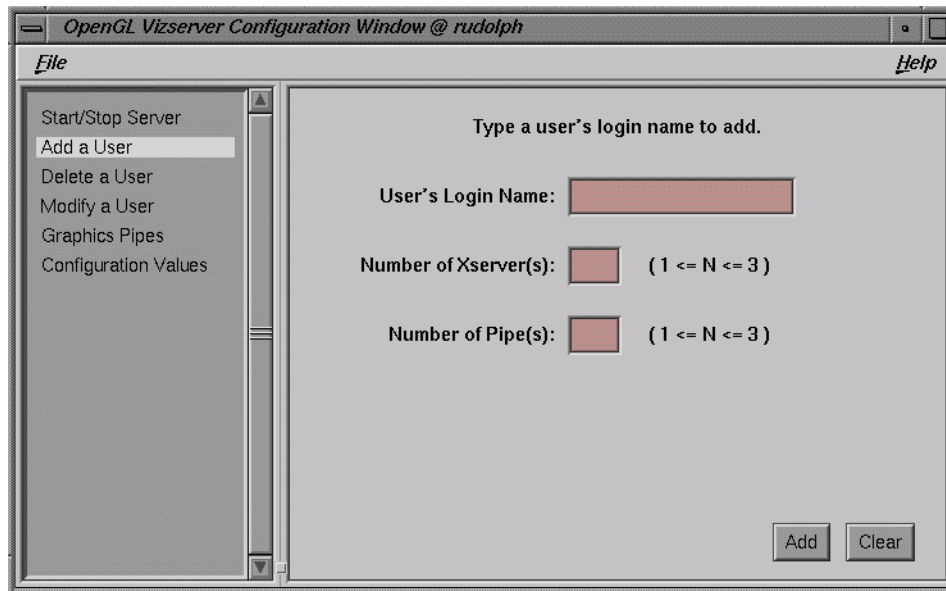 OpenGL Vizserver Configuration Window @ rudolph
File Help
Start/Stop Server
Add a User
Delete a User
Modify a User
Graphics Pipes
Configuration Values
Type a user's login name to add.
User's Login Name:
Number of Xserver(s): ( 1 <= N <= 3 )
Number of Pipe(s): ( 1 <= N <= 3 )
Add Clear